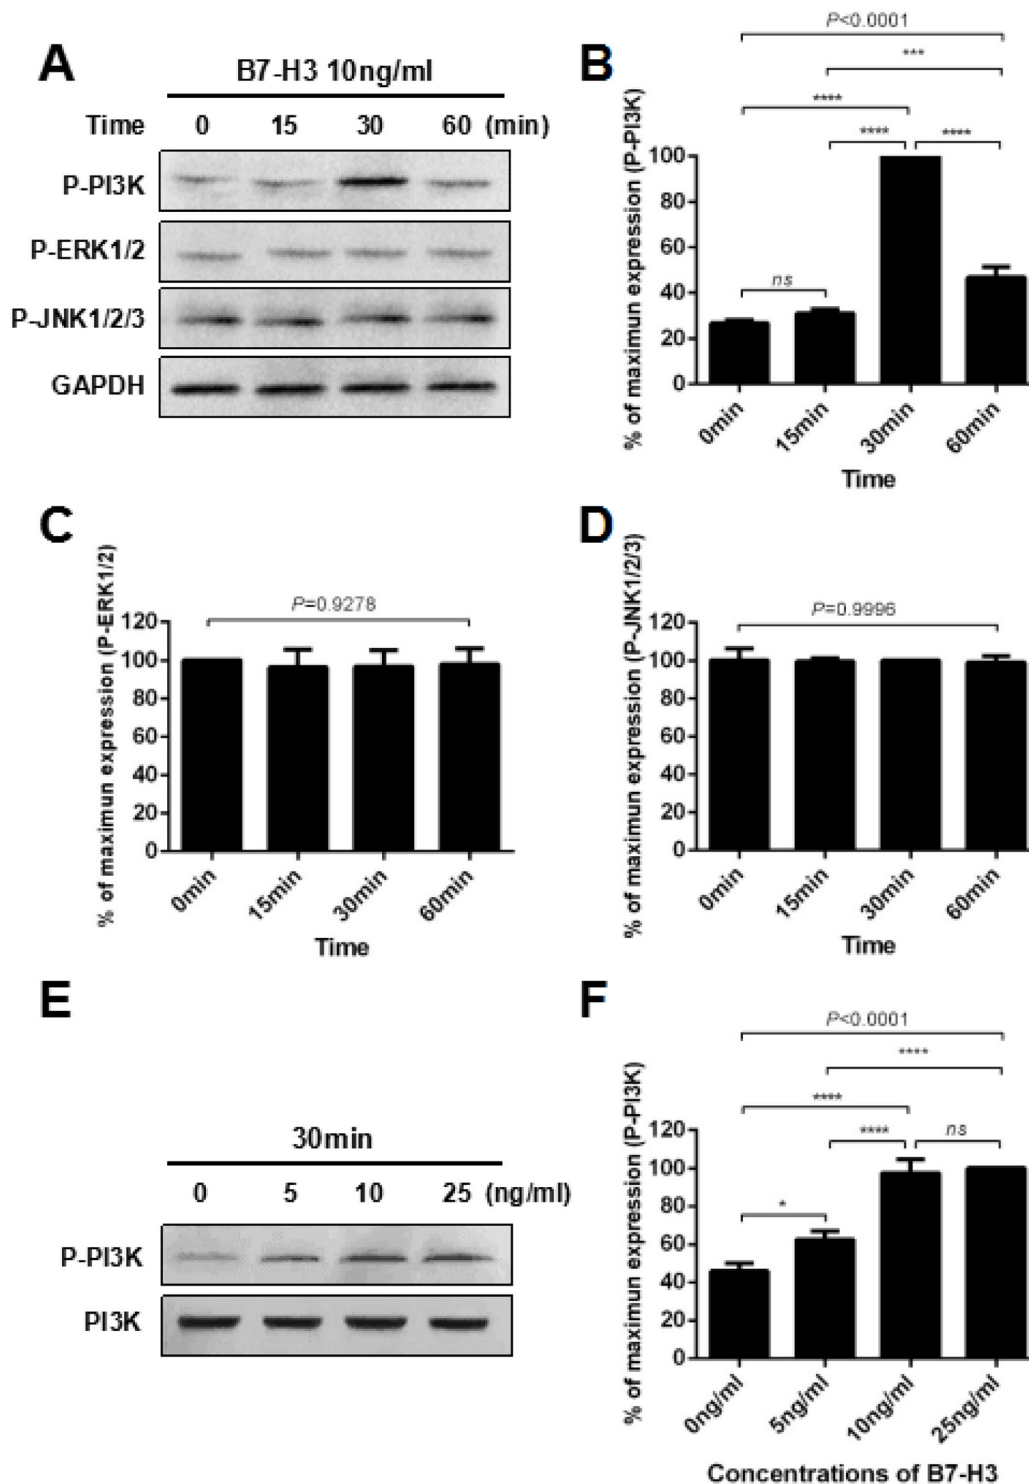 A
B7-H3 10ng/ml
Time 0 15 30 60 (min)
P-PI3K
P-ERK1/2
P-JNK1/2/3
GAPDH
B
P<0.0001
***
****
**** ****
ns
% of maximun expression (P-PI3K)
100
80
60
40
20
0
0min 15min 30min 60min
Time
C
P=0.9278
% of maximun expression (P-ERK1/2)
120
100
80
60
40
20
0
0min 15min 30min 60min
Time
D
P=0.9996
% of maximun expression (P-JNK1/2/3)
120
100
80
60
40
20
0
0min 15min 30min 60min
Time
E
30min
0 5 10 25 (ng/ml)
P-PI3K
PI3K
F
P<0.0001
****
****
**** ns
*
% of maximun expression (P-PI3K)
120
100
80
60
40
20
0
0ng/ml 5ng/ml 10ng/ml 25ng/ml
Concentrations of B7-H3